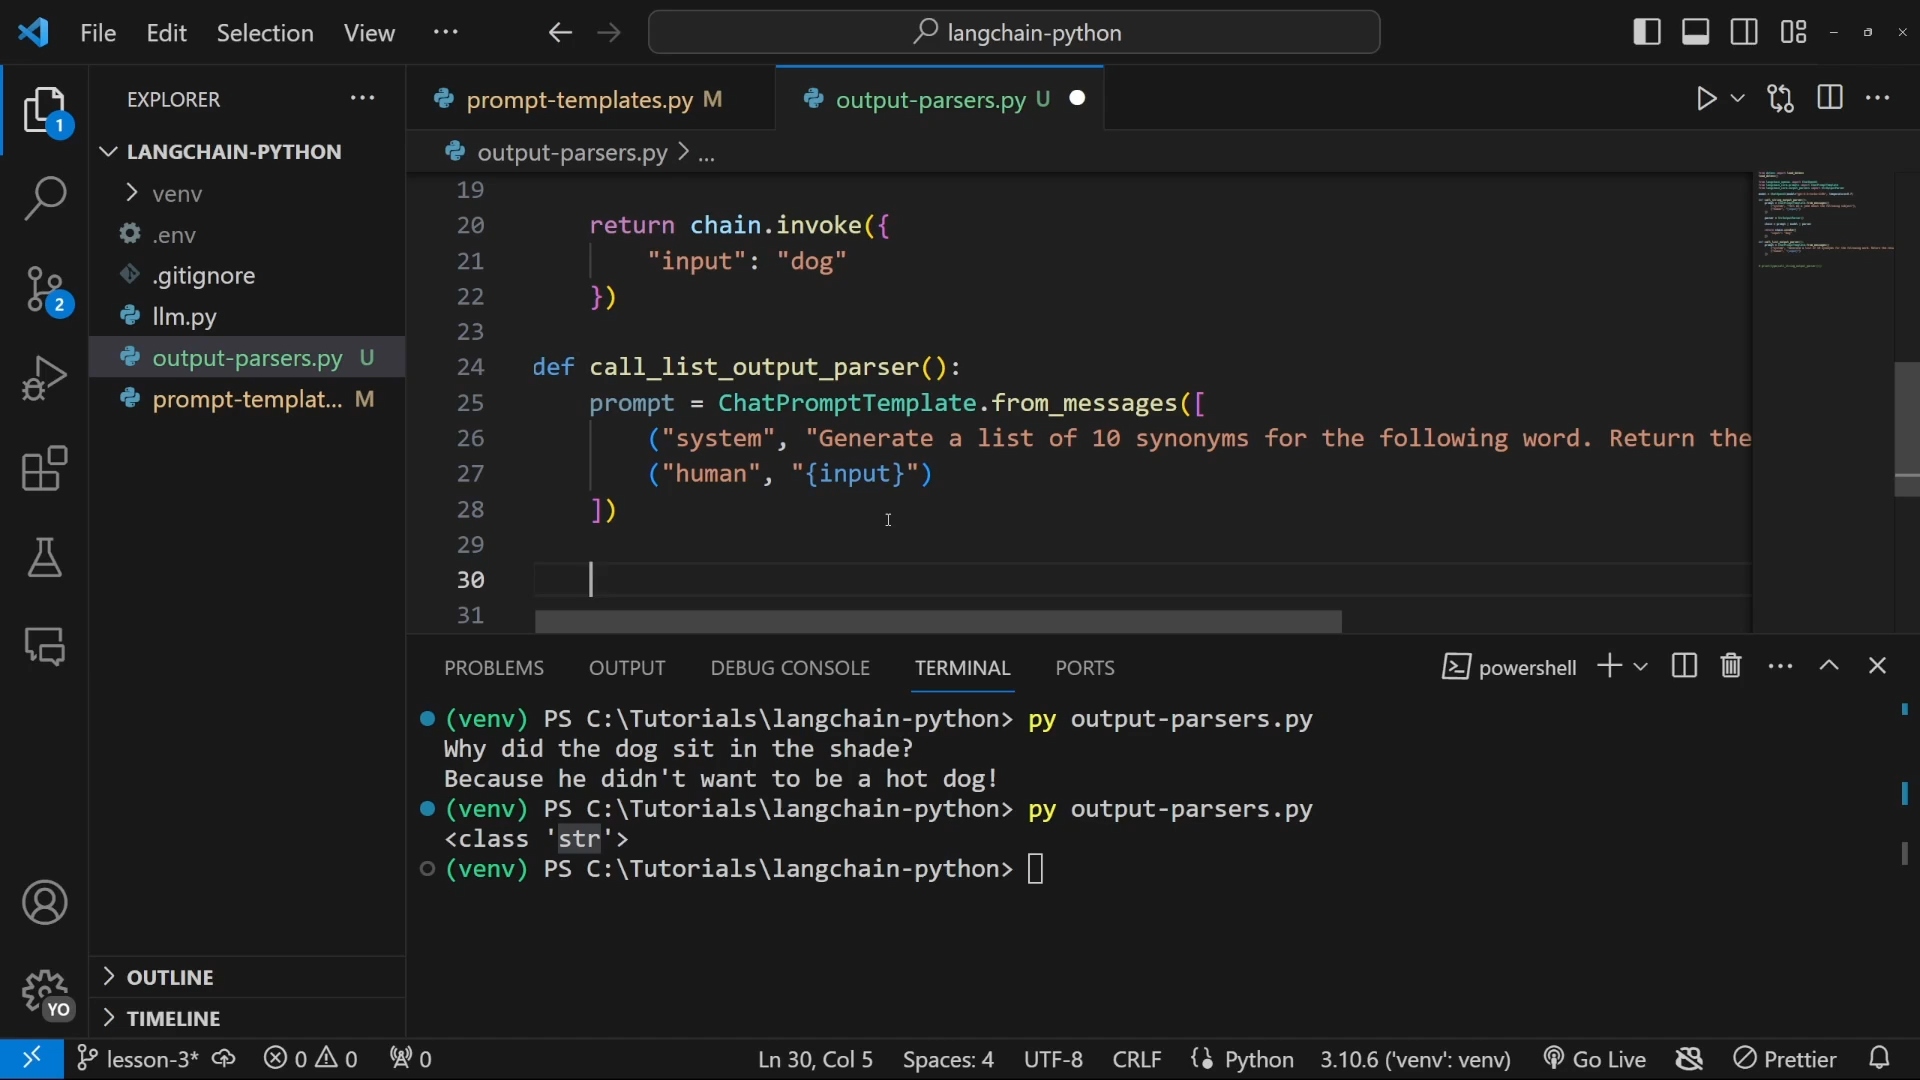 File Edit Selection View ... langchain-python
EXPLORER ...
1
LANGCHAIN-PYTHON
venv
.env
.gitignore
2
llm.py
output-parsers.py U
prompt-templat... M
OUTLINE
YO
TIMELINE
prompt-templates.py M output-parsers.py U
output-parsers.py > ...
19
20 return chain.invoke({
21 "input": "dog"
22 })
23
24 def call_list_output_parser():
25 prompt = ChatPromptTemplate.from_messages([
26 ("system", "Generate a list of 10 synonyms for the following word. Return the
27 ("human", "{input}")
28 ])
29
30
31
PROBLEMS OUTPUT DEBUG CONSOLE TERMINAL PORTS powershell
(venv) PS C:\Tutorials\langchain-python> py output-parsers.py
Why did the dog sit in the shade?
Because he didn't want to be a hot dog!
(venv) PS C:\Tutorials\langchain-python> py output-parsers.py
<class 'str'>
(venv) PS C:\Tutorials\langchain-python>
lesson-3* 0 0 0 Ln 30, Col 5 Spaces: 4 UTF-8 CRLF Python 3.10.6 ('venv': venv) Go Live Prettier